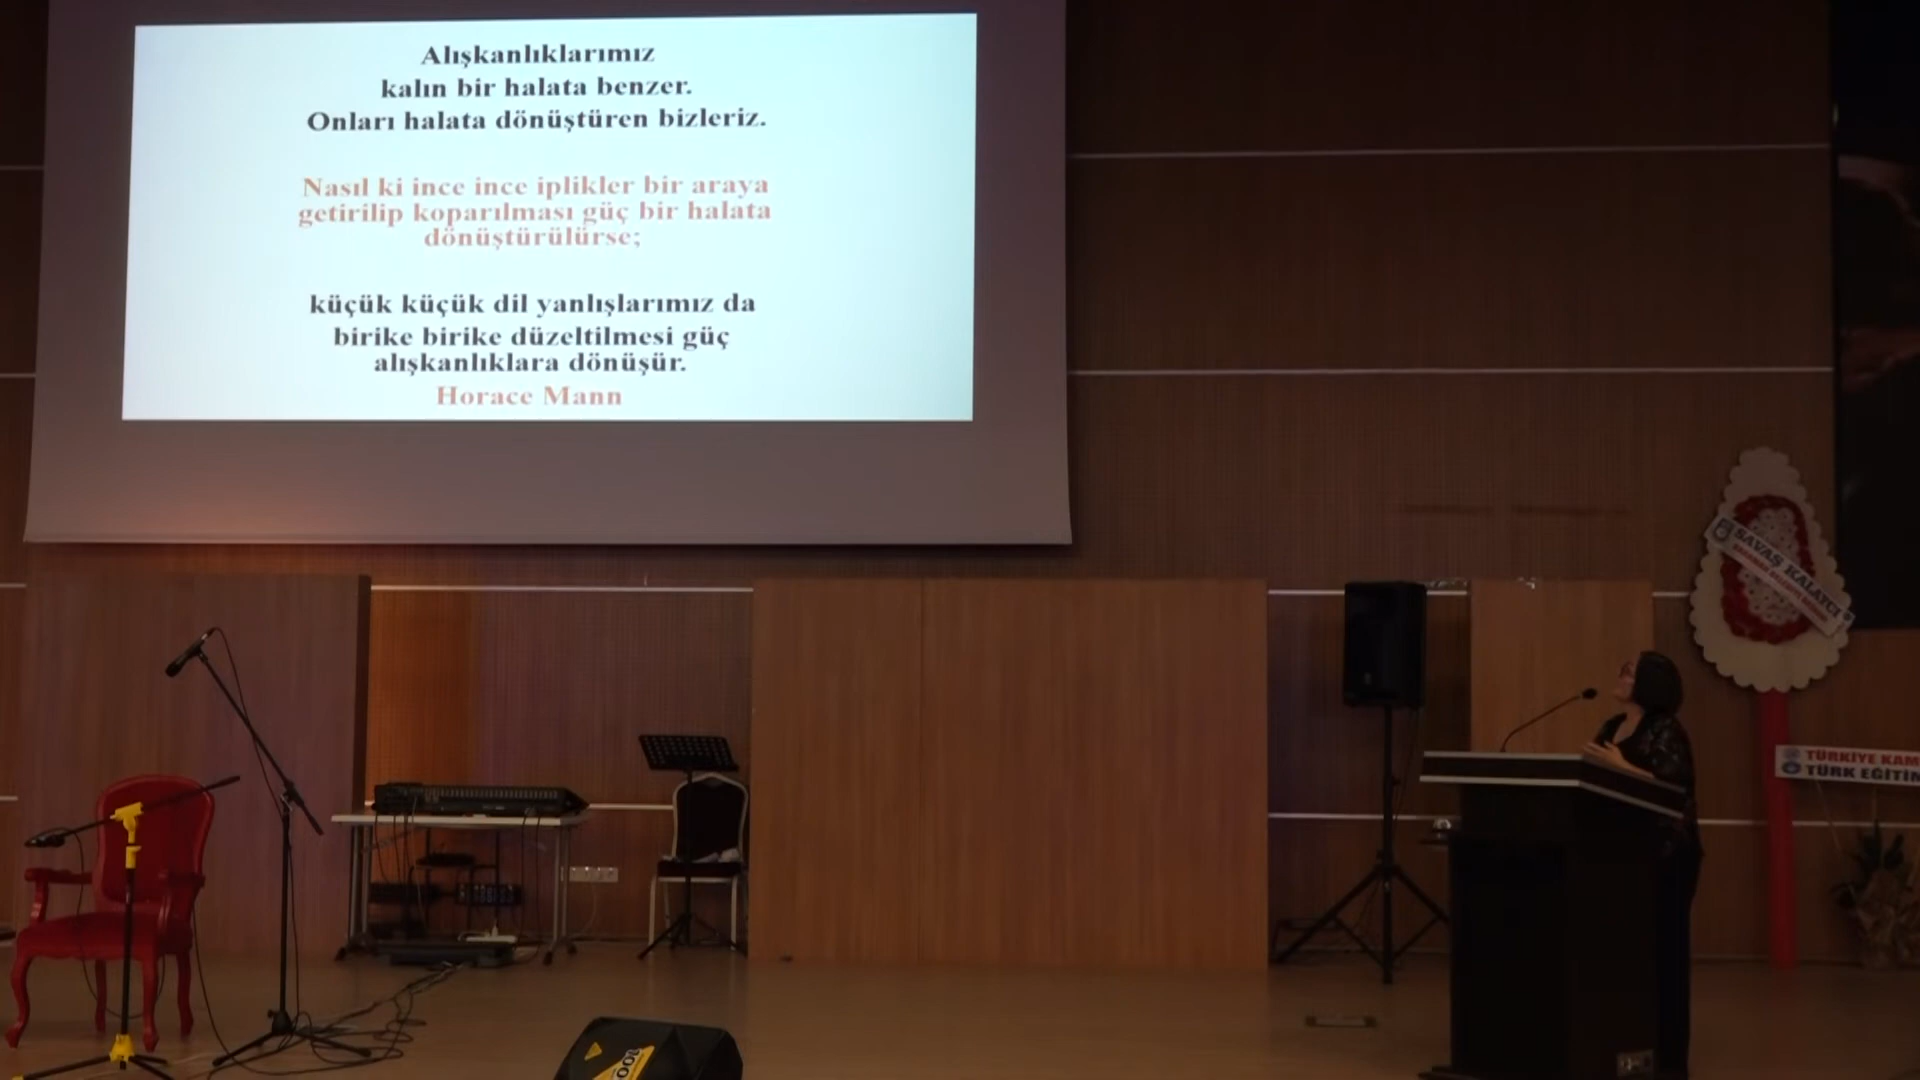 Alışkanlıklarımız
kalın bir halata benzer.
Onları halata dönüştüren bizleriz.
Nasıl ki ince ince iplikler bir araya
getirilip koparılması güç bir halata
dönüştürülürse;
küçük küçük dil yanlışlarımız da
birike birike düzeltilmesi güç
alışkanlıklara dönüşür.
Horace Mann
SAVAŞ KALAYCI
TÜRKİYE KAM
TÜRK EĞİTİM